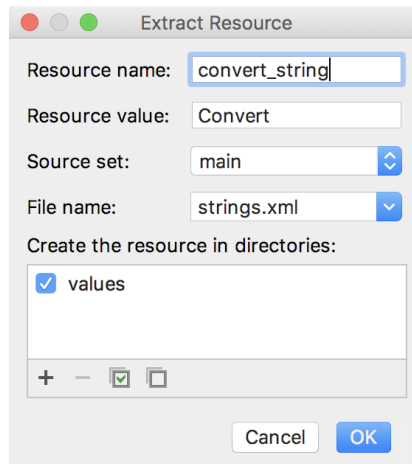 Extract Resource
Resource name: convert_string
Resource value: Convert
Source set: main
File name: strings.xml
Create the resource in directories:
values
Cancel OK